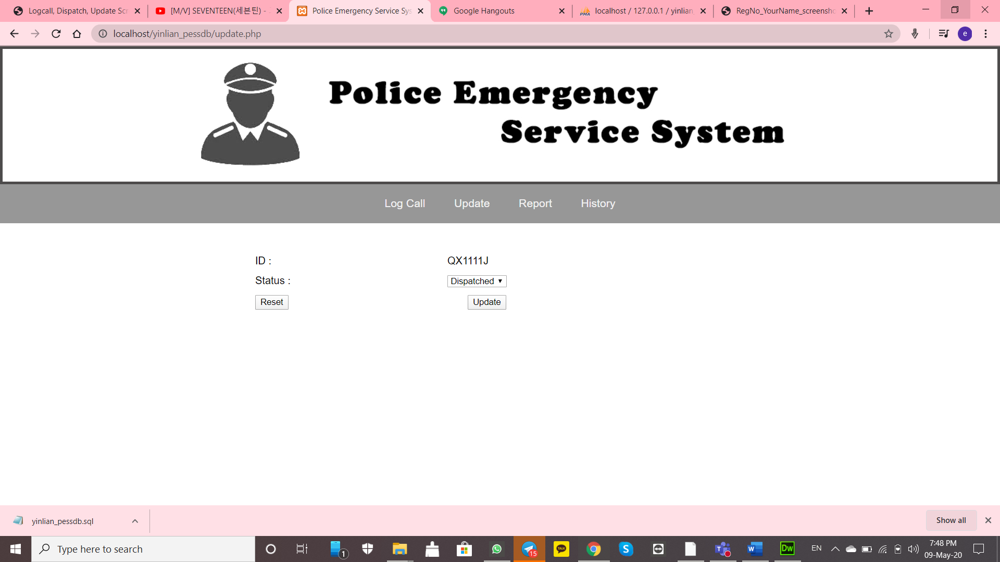 Logcall, Dispatch, Update Scr
[M/V] SEVENTEEN(세븐틴) -
Police Emergency Service Sys
Google Hangouts
localhost / 127.0.0.1 / yinlian
RegNo_YourName_screensho
localhost/yinlian_pessdb/update.php
e
Police Emergency
Service System
Log Call
Update
Report
History
ID :
QX1111J
Status :
Dispatched
Reset
Update
yinlian_pessdb.sql
Show all
Type here to search
1
15
TALK
S
T
W
Dw
EN
7:48 PM
09-May-20